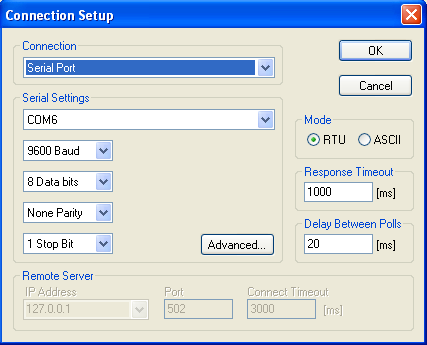 Connection Setup
Connection
Serial Port
OK
Cancel
Serial Settings
COM6
9600 Baud
8 Data bits
None Parity
1 Stop Bit
Advanced...
Mode
RTU ASCII
Response Timeout
1000 [ms]
Delay Between Polls
20 [ms]
Remote Server
IP Address Port Connect Timeout
127.0.0.1 502 3000 [ms]